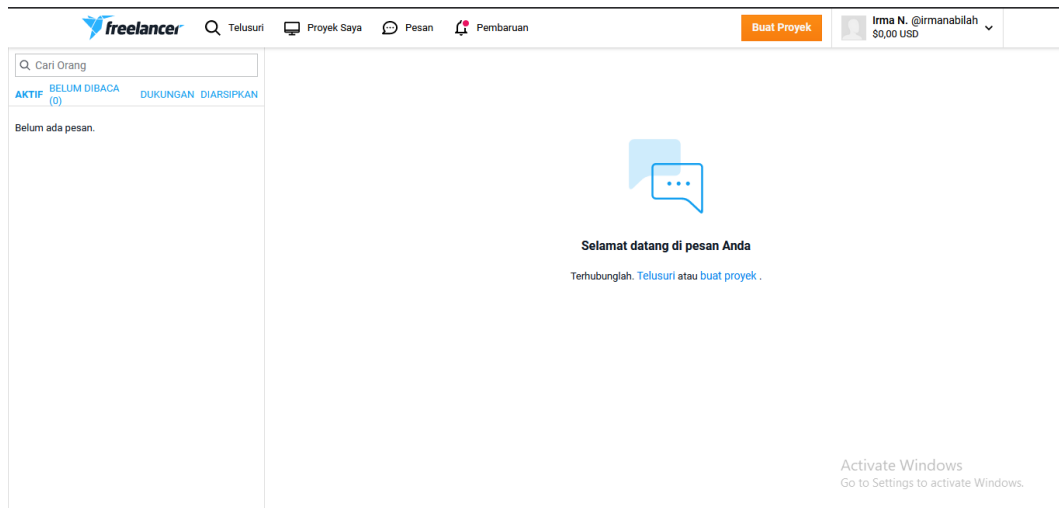 freelancer Telusuri Proyek Saya Pesan Pembaruan Buat Proyek Irma N. @irmanabilah
$0,00 USD
Cari Orang
AKTIF BELUM DIBACA (0) DUKUNGAN DIARSIPKAN
Belum ada pesan.
Selamat datang di pesan Anda
Terhubunglah. Telusuri atau buat proyek .
Activate Windows
Go to Settings to activate Windows.